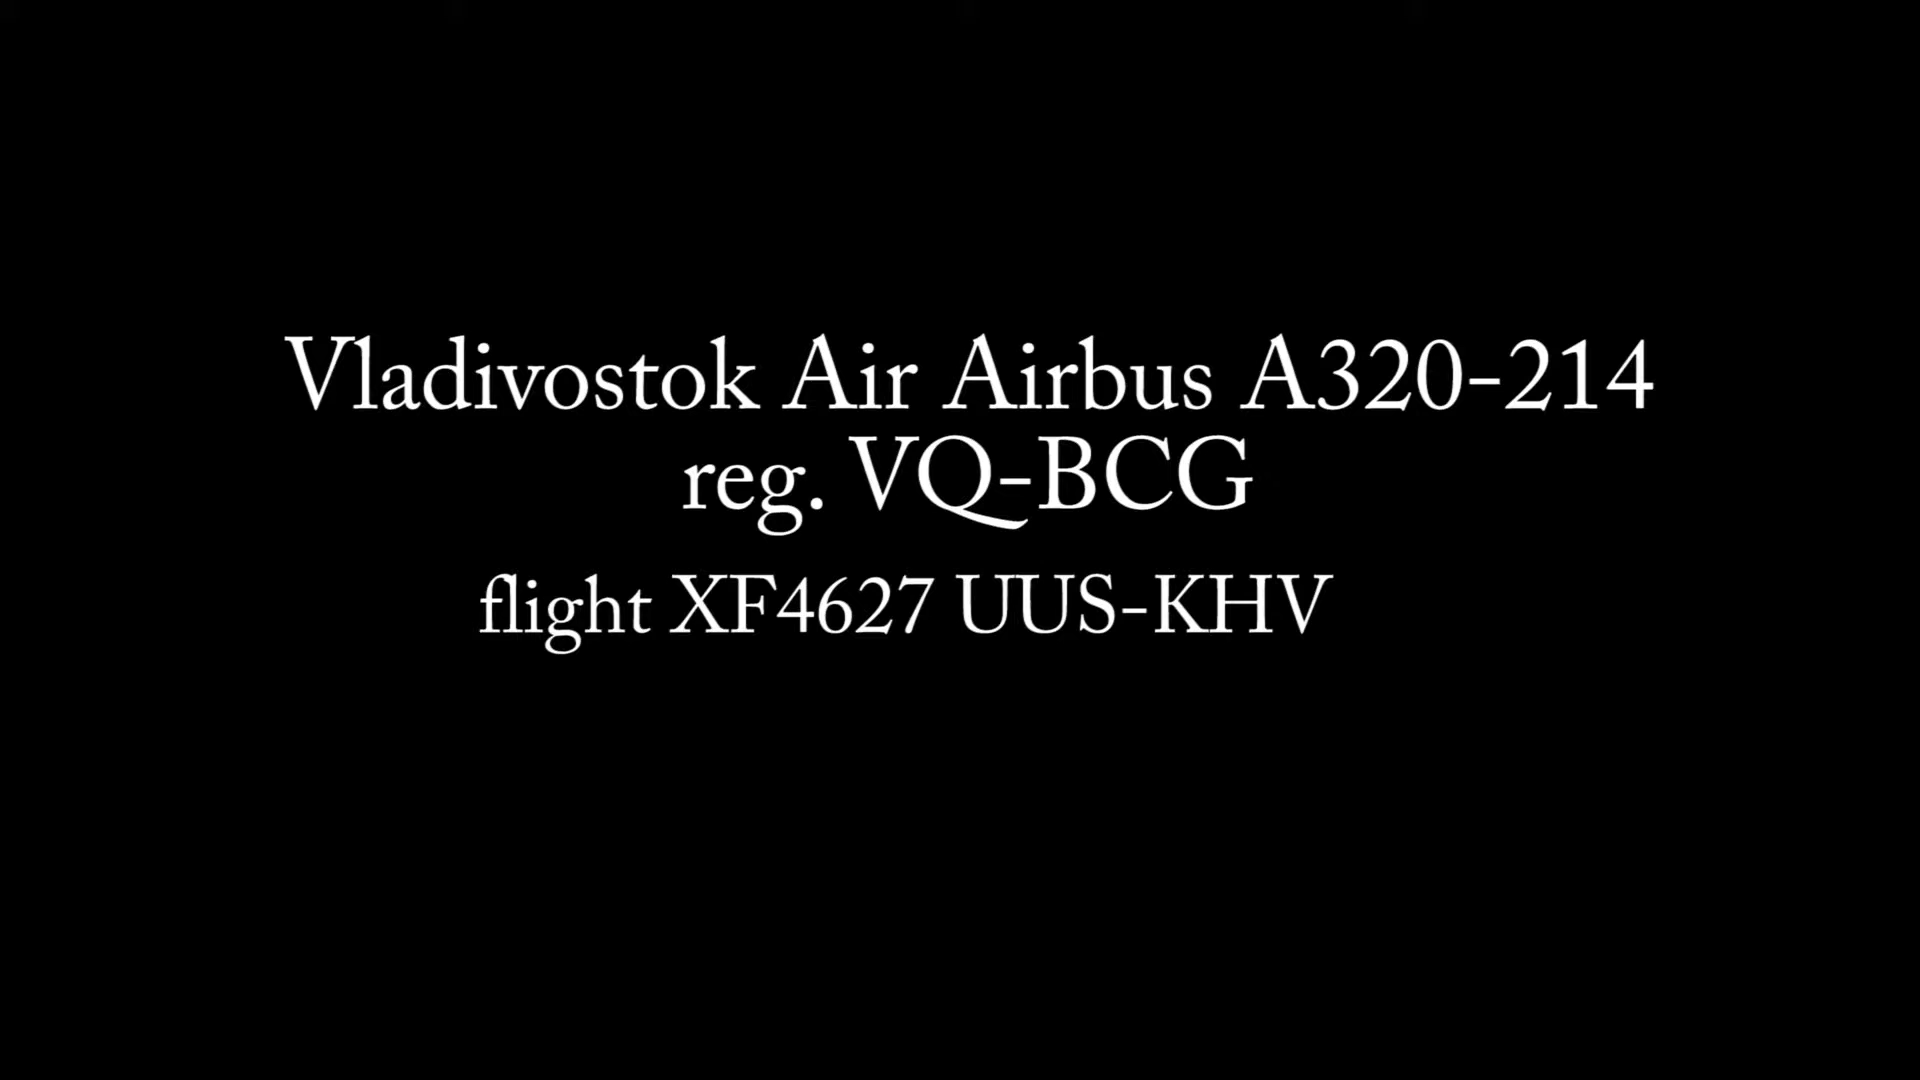 Vladivostok Air Airbus A320-214
reg. VQ-BCG
flight XF4627 UUS-KHV